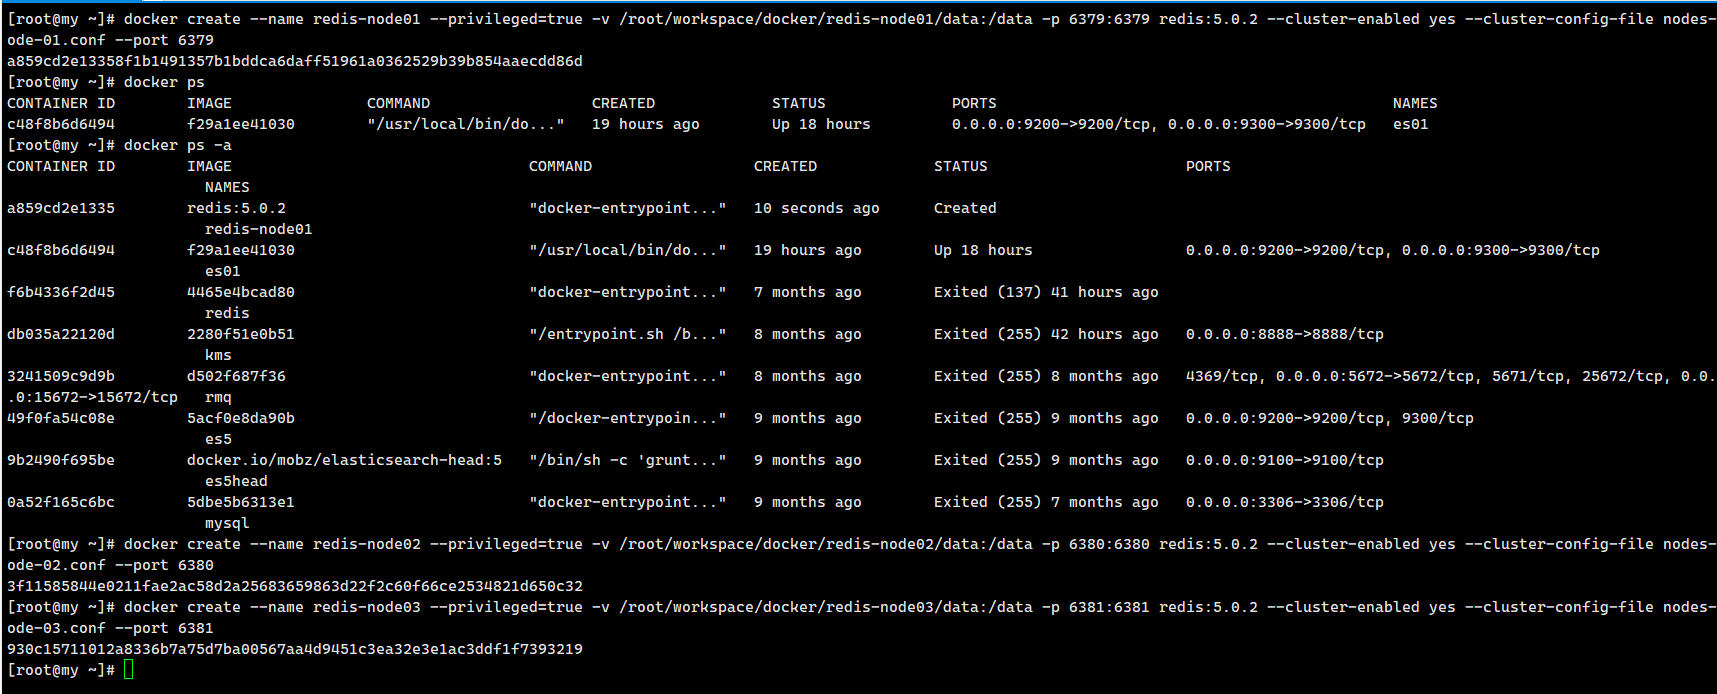 [root@my ~]# docker create --name redis-node01 --privileged=true -v /root/workspace/docker/redis-node01/data:/data -p 6379:6379 redis:5.0.2 --cluster-enabled yes --cluster-config-file nodes-
ode-01.conf --port 6379
a859cd2e13358f1b1491357b1bddca6daff51961a0362529b39b854aaecdd86d
[root@my ~]# docker ps
CONTAINER ID        IMAGE               COMMAND                  CREATED             STATUS              PORTS                                            NAMES
c48f8b6d6494        f29a1ee41030        "/usr/local/bin/do..."   19 hours ago        Up 18 hours         0.0.0.0:9200->9200/tcp, 0.0.0.0:9300->9300/tcp   es01
[root@my ~]# docker ps -a
CONTAINER ID        IMAGE                                 COMMAND                  CREATED             STATUS                      PORTS
                      NAMES
a859cd2e1335        redis:5.0.2                           "docker-entrypoint..."   10 seconds ago      Created
                      redis-node01
c48f8b6d6494        f29a1ee41030                          "/usr/local/bin/do..."   19 hours ago        Up 18 hours                 0.0.0.0:9200->9200/tcp, 0.0.0.0:9300->9300/tcp
                      es01
f6b4336f2d45        4465e4bcad80                          "docker-entrypoint..."   7 months ago        Exited (137) 41 hours ago
                      redis
db035a22120d        2280f51e0b51                          "/entrypoint.sh /b..."   8 months ago        Exited (255) 42 hours ago   0.0.0.0:8888->8888/tcp
                      kms
3241509c9d9b        d502f687f36                           "docker-entrypoint..."   8 months ago        Exited (255) 8 months ago   4369/tcp, 0.0.0.0:5672->5672/tcp, 5671/tcp, 25672/tcp, 0.0.
.0:15672->15672/tcp   rmq
49f0fa54c08e        5acf0e8da90b                          "/docker-entrypoin..."   9 months ago        Exited (255) 9 months ago   0.0.0.0:9200->9200/tcp, 9300/tcp
                      es5
9b2490f695be        docker.io/mobz/elasticsearch-head:5   "/bin/sh -c 'grunt..."   9 months ago        Exited (255) 9 months ago   0.0.0.0:9100->9100/tcp
                      es5head
0a52f165c6bc        5dbe5b6313e1                          "docker-entrypoint..."   9 months ago        Exited (255) 7 months ago   0.0.0.0:3306->3306/tcp
                      mysql
[root@my ~]# docker create --name redis-node02 --privileged=true -v /root/workspace/docker/redis-node02/data:/data -p 6380:6380 redis:5.0.2 --cluster-enabled yes --cluster-config-file nodes-
ode-02.conf --port 6380
3f11585844e0211fae2ac58d2a25683659863d22f2c60f66ce2534821d650c32
[root@my ~]# docker create --name redis-node03 --privileged=true -v /root/workspace/docker/redis-node03/data:/data -p 6381:6381 redis:5.0.2 --cluster-enabled yes --cluster-config-file nodes-
ode-03.conf --port 6381
930c15711012a8336b7a75d7ba00567aa4d9451c3ea32e3e1ac3ddf1f7393219
[root@my ~]#